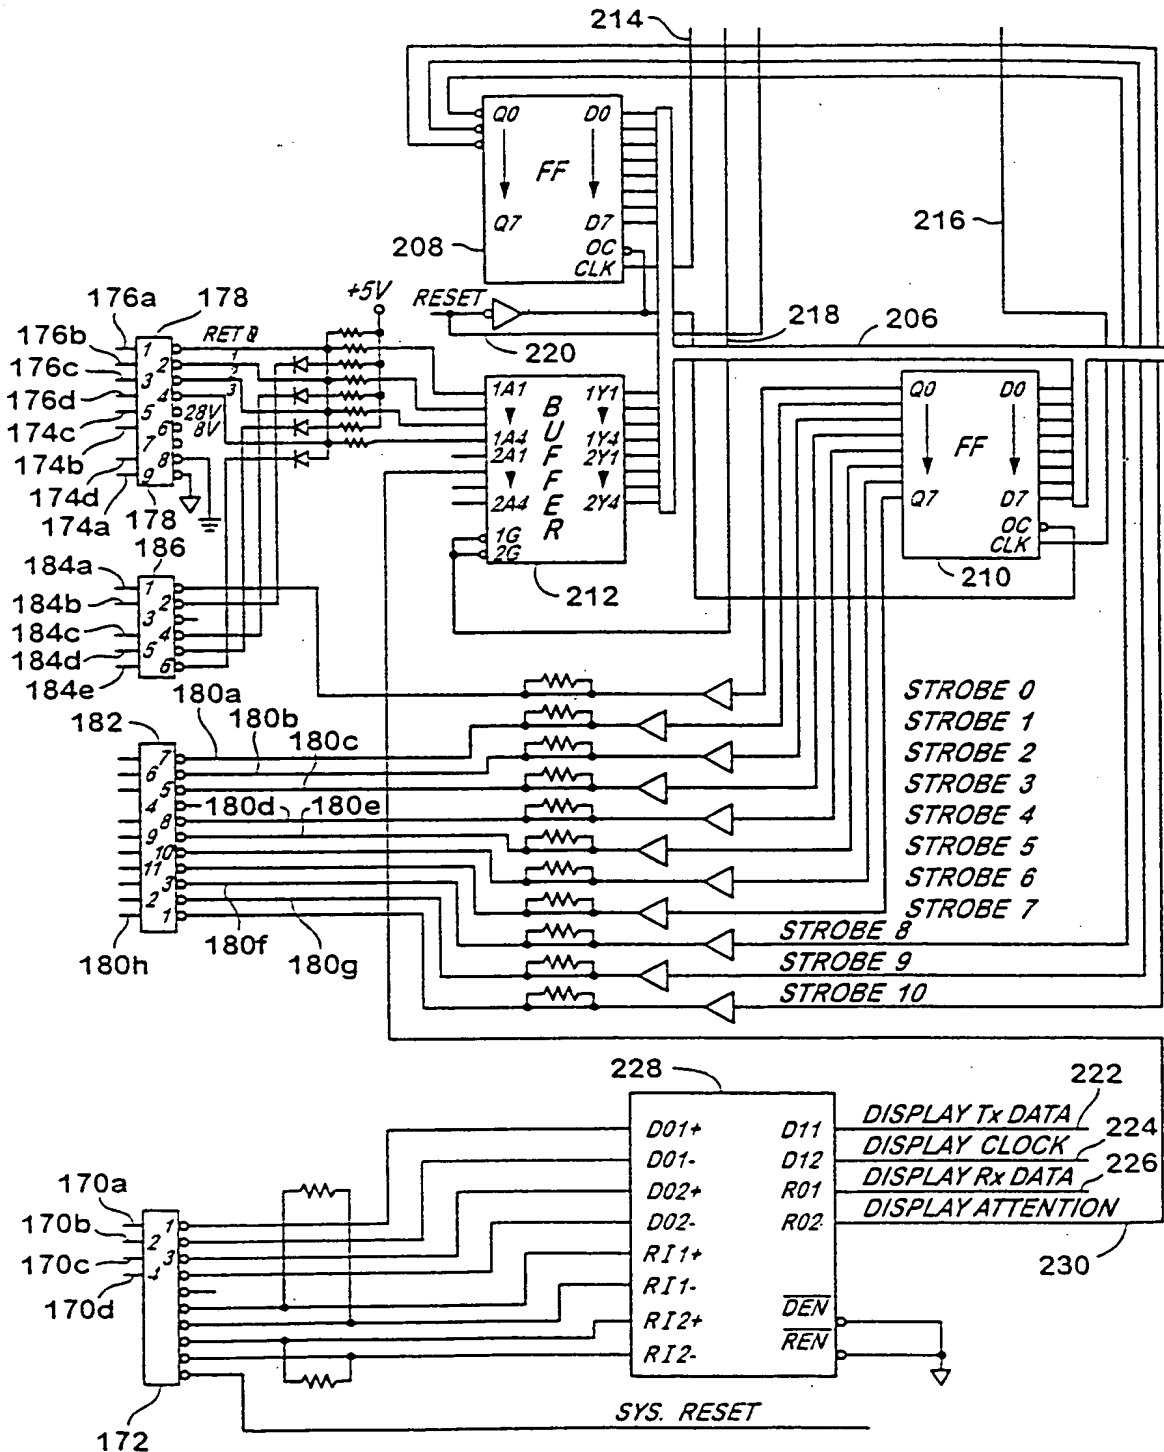 214
Q0 D0
FF
216
Q7 D7
208 OC
CLK
+5V
RESET
176a 178
218 206
176b 1 RET 0
220
176c 2 1
176d 3
4 3
174c 5 28V
6 8V
174b 7
8
174d 9
174a 178
1A1 BUFFER 1Y1
1A4 1Y4
2A1 2Y1
2A4 2Y4
1G
2G
212
Q0 D0
FF
Q7 D7
OC
CLK
210
186
184a 1
184b 2
3
184c 4
184d 5
184e 6
180a STROBE 0
182 180b STROBE 1
7 180c STROBE 2
6
5 STROBE 3
4 180d 180e STROBE 4
8
9 STROBE 5
10 STROBE 6
11
3 STROBE 7
2 180f STROBE 8
1 180g STROBE 9
180h STROBE 10
228 222
D01+ D11 DISPLAY Tx DATA
224
D01- D12 DISPLAY CLOCK
226
170a D02+ R01 DISPLAY Rx DATA
170b 1 D02- R02 DISPLAY ATTENTION
170c 2
3 RI1+ 230
170d 4 RI1-
RI2+ DEN
RI2- REN
SYS. RESET
172